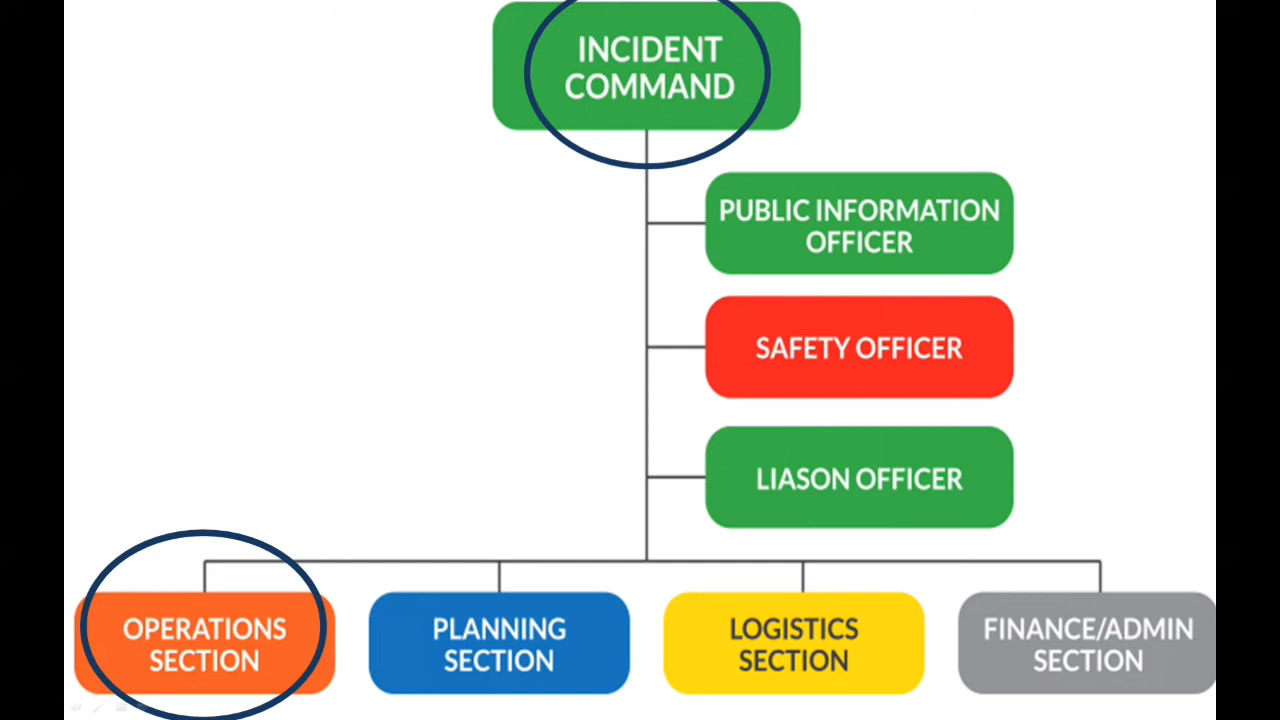 INCIDENT
COMMAND
PUBLIC INFORMATION
OFFICER
SAFETY OFFICER
LIASON OFFICER
OPERATIONS
SECTION
PLANNING
SECTION
LOGISTICS
SECTION
FINANCE/ADMIN
SECTION